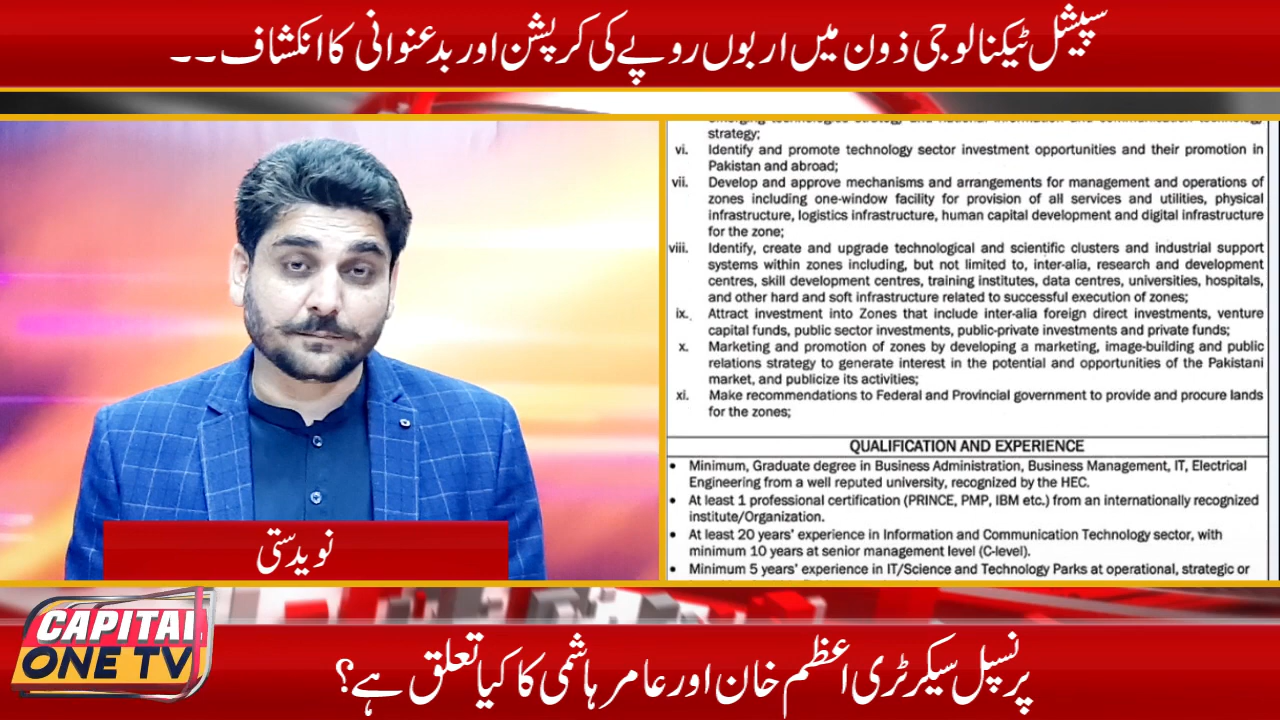 سپیشل ٹیکنالوجی ذون میں اربوں روپے کی کرپشن اور بدعنوانی کا انکشاف۔۔
emerging technologies strategy and national information and communication technology
strategy;
vi. Identify and promote technology sector investment opportunities and their promotion in
Pakistan and abroad;
vii. Develop and approve mechanisms and arrangements for management and operations of
zones including one-window facility for provision of all services and utilities, physical
infrastructure, logistics infrastructure, human capital development and digital infrastructure
for the zone;
viii. Identify, create and upgrade technological and scientific clusters and industrial support
systems within zones including, but not limited to, inter-alia, research and development
centres, skill development centres, training institutes, data centres, universities, hospitals,
and other hard and soft infrastructure related to successful execution of zones;
ix. Attract investment into Zones that include inter-alia foreign direct investments, venture
capital funds, public sector investments, public-private investments and private funds;
x. Marketing and promotion of zones by developing a marketing, image-building and public
relations strategy to generate interest in the potential and opportunities of the Pakistani
market, and publicize its activities;
xi. Make recommendations to Federal and Provincial government to provide and procure lands
for the zones;
QUALIFICATION AND EXPERIENCE
• Minimum, Graduate degree in Business Administration, Business Management, IT, Electrical
Engineering from a well reputed university, recognized by the HEC.
• At least 1 professional certification (PRINCE, PMP, IBM etc.) from an internationally recognized
institute/Organization.
• At least 20 years' experience in Information and Communication Technology sector, with
minimum 10 years at senior management level (C-level).
• Minimum 5 years' experience in IT/Science and Technology Parks at operational, strategic or
نوید ستی
CAPITAL
ONE TV
پرنسپل سیکرٹری اعظم خان اور عامر ہاشمی کا کیا تعلق ہے؟